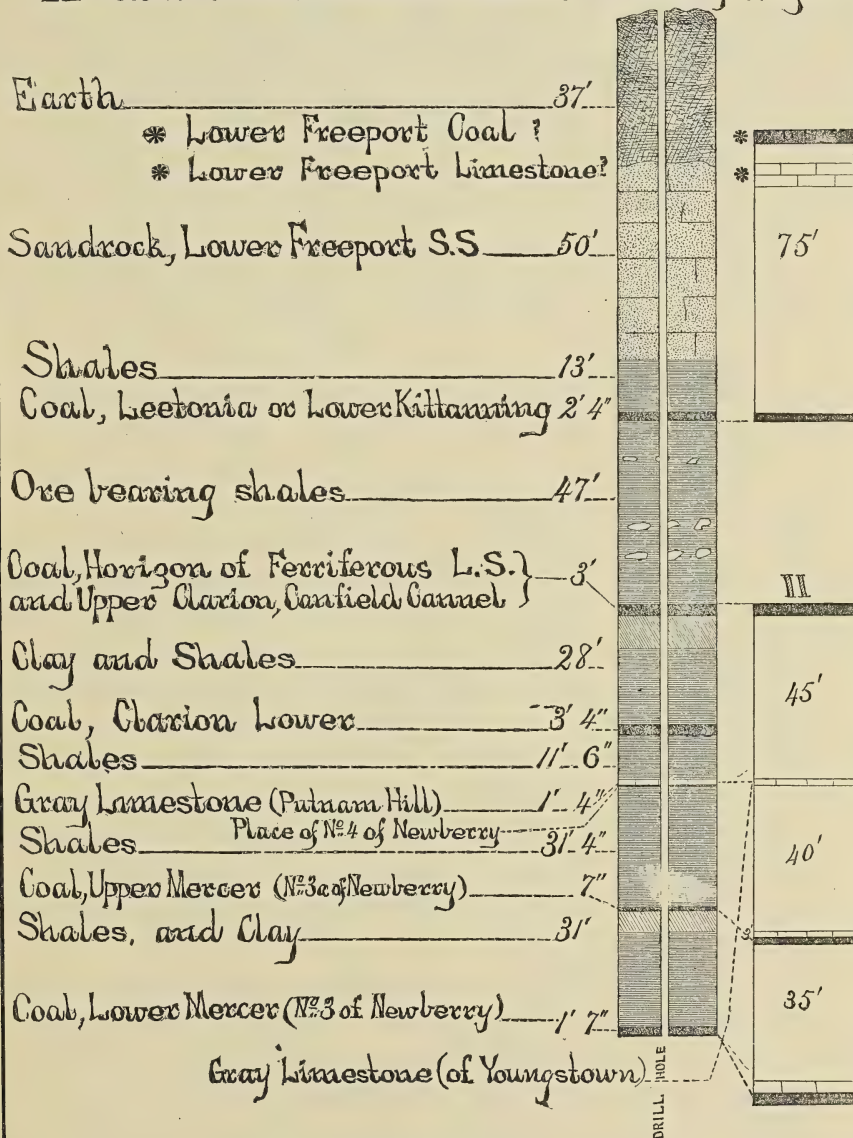 Earth 37'
* Lower Freeport Coal ?
* Lower Freeport Limestone?
*
*
Sandrock, Lower Freeport S.S 50'
75'
Shales 13'
Coal, Leetonia or Lower Kittanning 2' 4"
Ore bearing shales 47'
Coal, Horizon of Ferriferous L.S.} 3'
and Upper Clarion, Canfield Cannel
II
Clay and Shales 28'
45'
Coal, Clarion Lower 3' 4"
Shales 11' 6"
Gray Limestone (Putnam Hill) 1' 4"
Place of No. 4 of Newberry
Shales 31' 4"
40'
Coal, Upper Mercer (No. 3a of Newberry) 7"
Shales, and Clay 31'
Coal, Lower Mercer (No. 3 of Newberry) 1' 7"
35'
Gray Limestone (of Youngstown)
DRILL HOLE